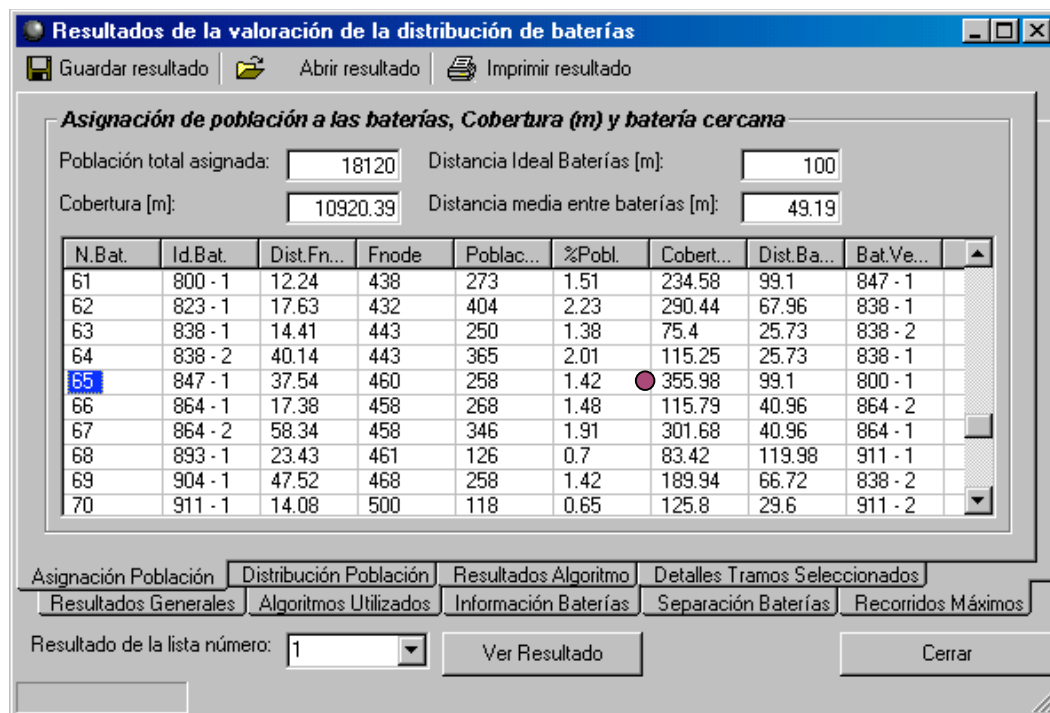 Resultados de la valoración de la distribución de baterías
Guardar resultado Abrir resultado Imprimir resultado
Asignación de población a las baterías, Cobertura (m) y batería cercana
Población total asignada: 18120 Distancia Ideal Baterías [m]: 100
Cobertura [m]: 10920.39 Distancia media entre baterías [m]: 49.19
N.Bat. Id.Bat. Dist.Fn... Fnode Poblac... %Pobl. Cobert... Dist.Ba... Bat.Ve...
61 800 - 1 12.24 438 273 1.51 234.58 99.1 847 - 1
62 823 - 1 17.63 432 404 2.23 290.44 67.96 838 - 1
63 838 - 1 14.41 443 250 1.38 75.4 25.73 838 - 2
64 838 - 2 40.14 443 365 2.01 115.25 25.73 838 - 1
65 847 - 1 37.54 460 258 1.42 355.98 99.1 800 - 1
66 864 - 1 17.38 458 268 1.48 115.79 40.96 864 - 2
67 864 - 2 58.34 458 346 1.91 301.68 40.96 864 - 1
68 893 - 1 23.43 461 126 0.7 83.42 119.98 911 - 1
69 904 - 1 47.52 468 258 1.42 189.94 66.72 838 - 2
70 911 - 1 14.08 500 118 0.65 125.8 29.6 911 - 2
Asignación Población Distribución Población Resultados Algoritmo Detalles Tramos Seleccionados
Resultados Generales Algoritmos Utilizados Información Baterías Separación Baterías Recorridos Máximos
Resultado de la lista número: 1 Ver Resultado Cerrar